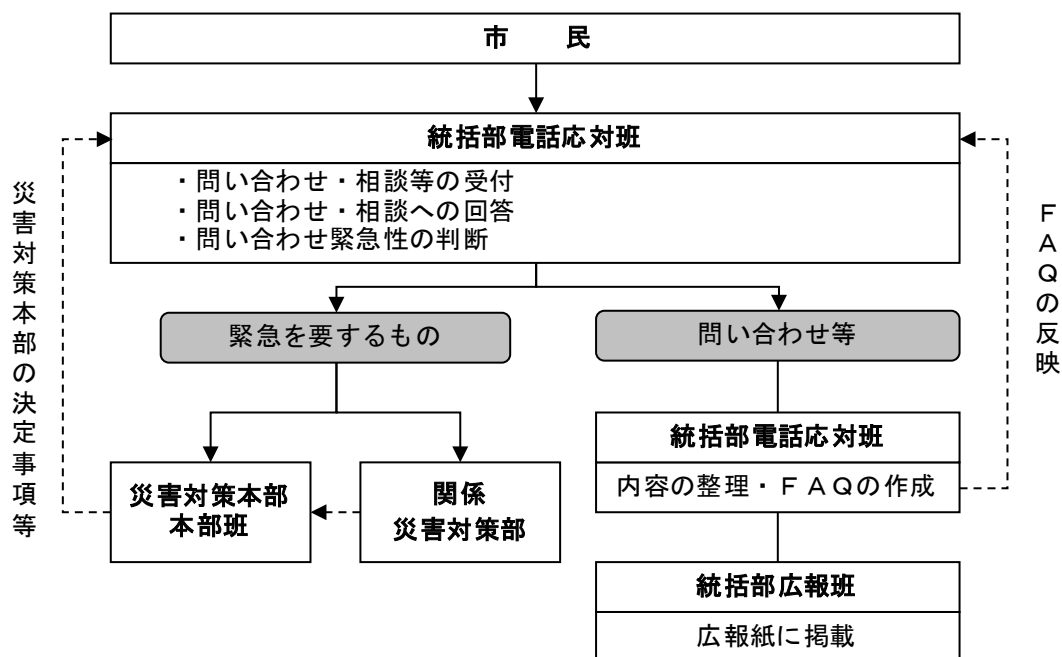 市　　民
統括部電話応対班
・問い合わせ・相談等の受付
・問い合わせ・相談への回答
・問い合わせ緊急性の判断
災害対策本部の決定事項等
FAQの反映
緊急を要するもの
問い合わせ等
統括部電話応対班
内容の整理・FAQの作成
災害対策本部
本部班
関係
災害対策部
統括部広報班
広報紙に掲載